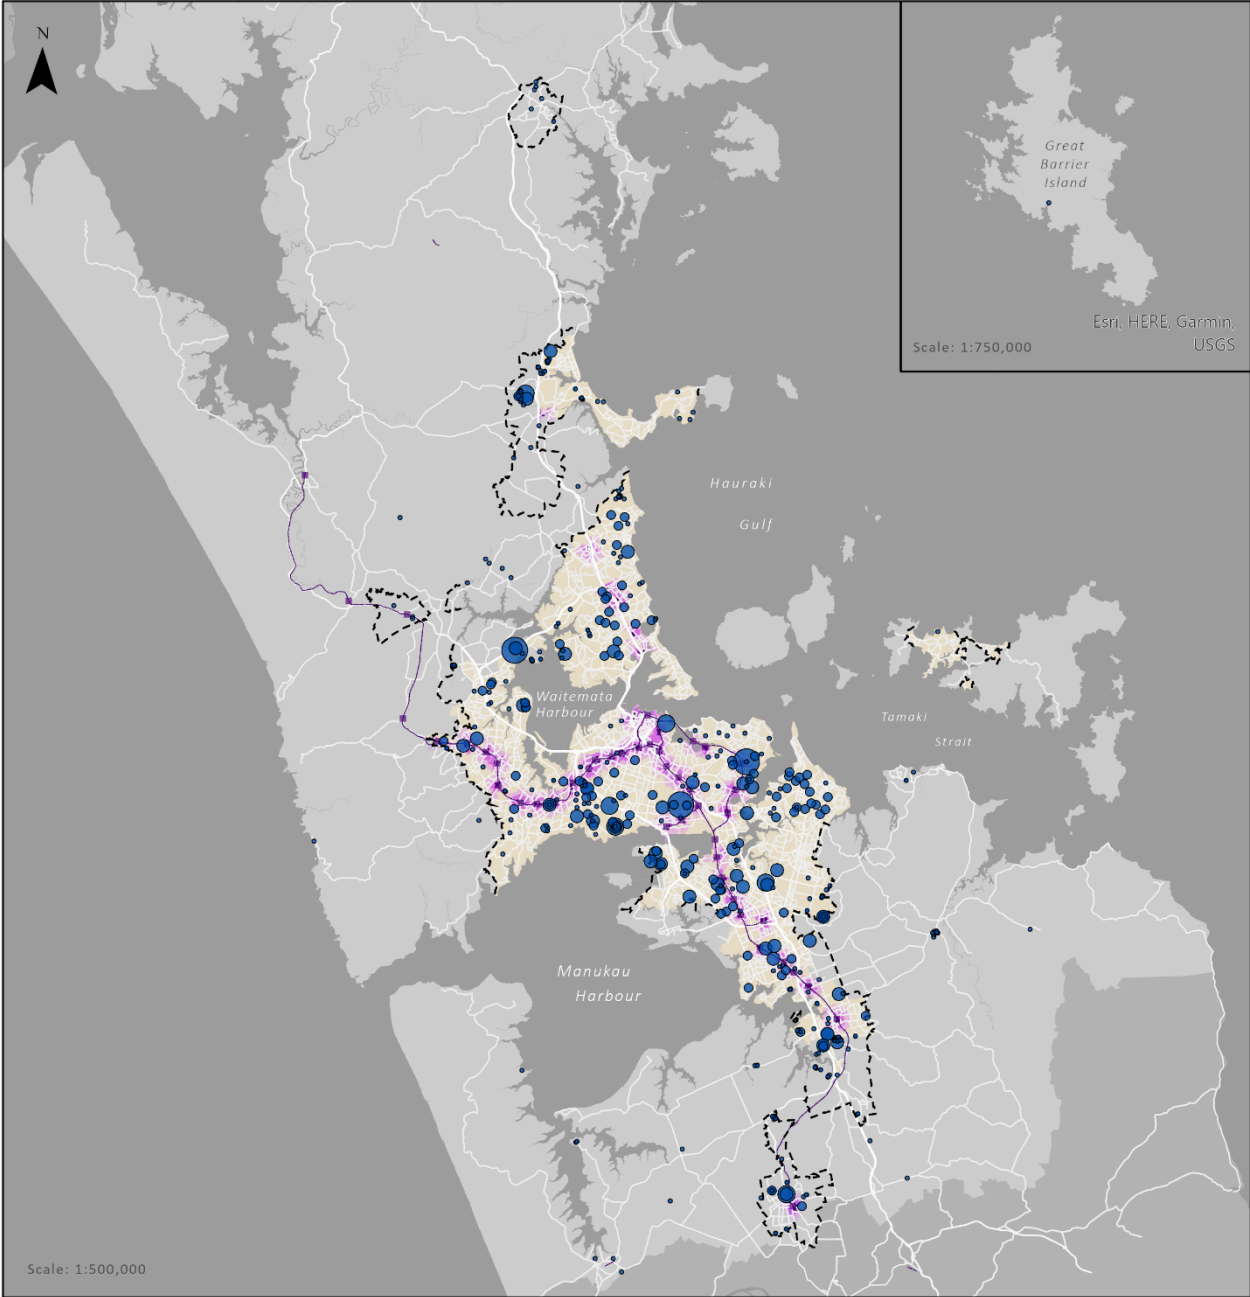 N
Great
Barrier
Island
Esri, HERE, Garmin,
USGS
Scale: 1:750,000
Hauraki
Gulf
Waitemata
Harbour
Tamaki
Strait
Manukau
Harbour
Scale: 1:500,000